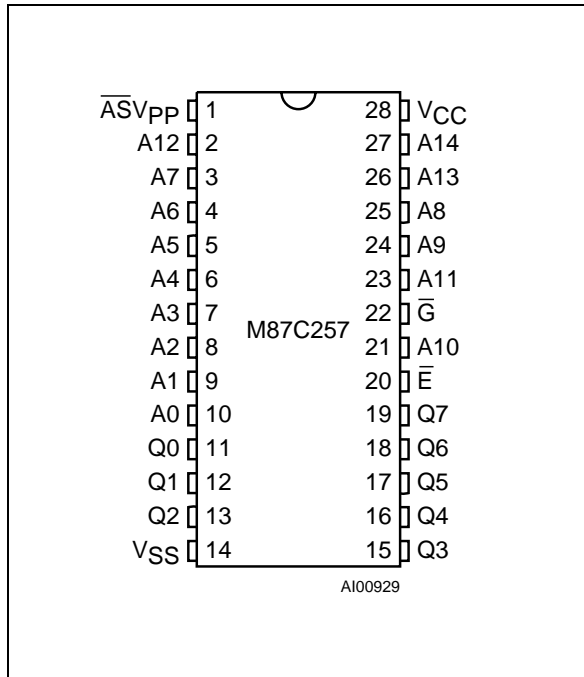 A̅S̅VPP 1 28 VCC
A12 2 27 A14
A7 3 26 A13
A6 4 25 A8
A5 5 24 A9
A4 6 23 A11
A3 7 22 G̅
M87C257
A2 8 21 A10
A1 9 20 E̅
A0 10 19 Q7
Q0 11 18 Q6
Q1 12 17 Q5
Q2 13 16 Q4
VSS 14 15 Q3
AI00929